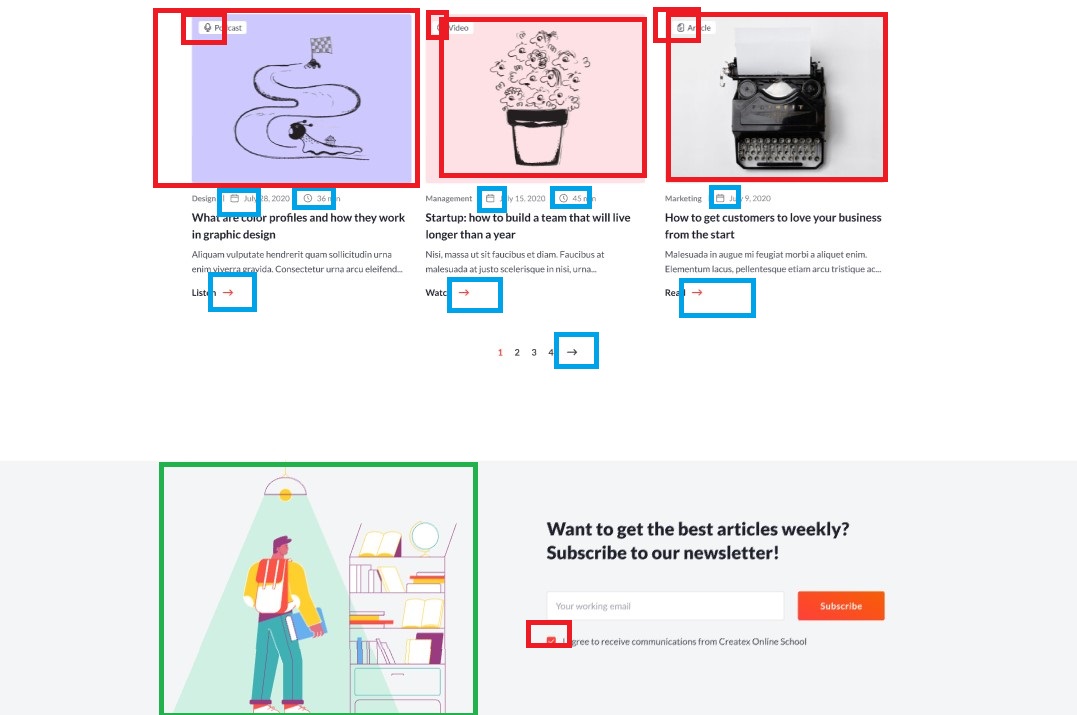 Podcast
Video
Article
Design July 28, 2020 36 min
What are color profiles and how they work
in graphic design
Aliquam vulputate hendrerit quam sollicitudin urna
enim viverra gravida. Consectetur urna arcu eleifend...
Listen →
Management July 15, 2020 45 min
Startup: how to build a team that will live
longer than a year
Nisi, massa ut sit faucibus et diam. Faucibus at
malesuada at justo scelerisque in nisi, urna...
Watch →
Marketing July 9, 2020
How to get customers to love your business
from the start
Malesuada in augue mi feugiat morbi a aliquet enim.
Elementum lacus, pellentesque etiam arcu tristique ac...
Read →
1 2 3 4 →
Want to get the best articles weekly?
Subscribe to our newsletter!
Your working email
Subscribe
I agree to receive communications from Createx Online School